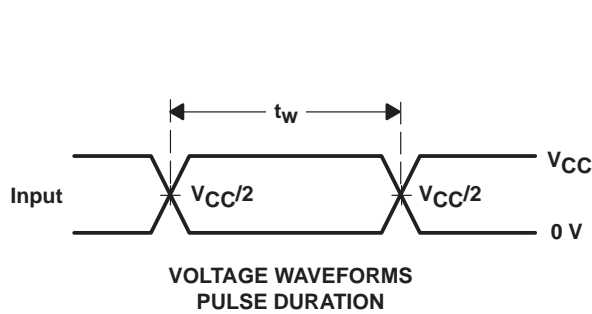 tw
VCC
Input
VCC/2
VCC/2
0 V
VOLTAGE WAVEFORMS
PULSE DURATION